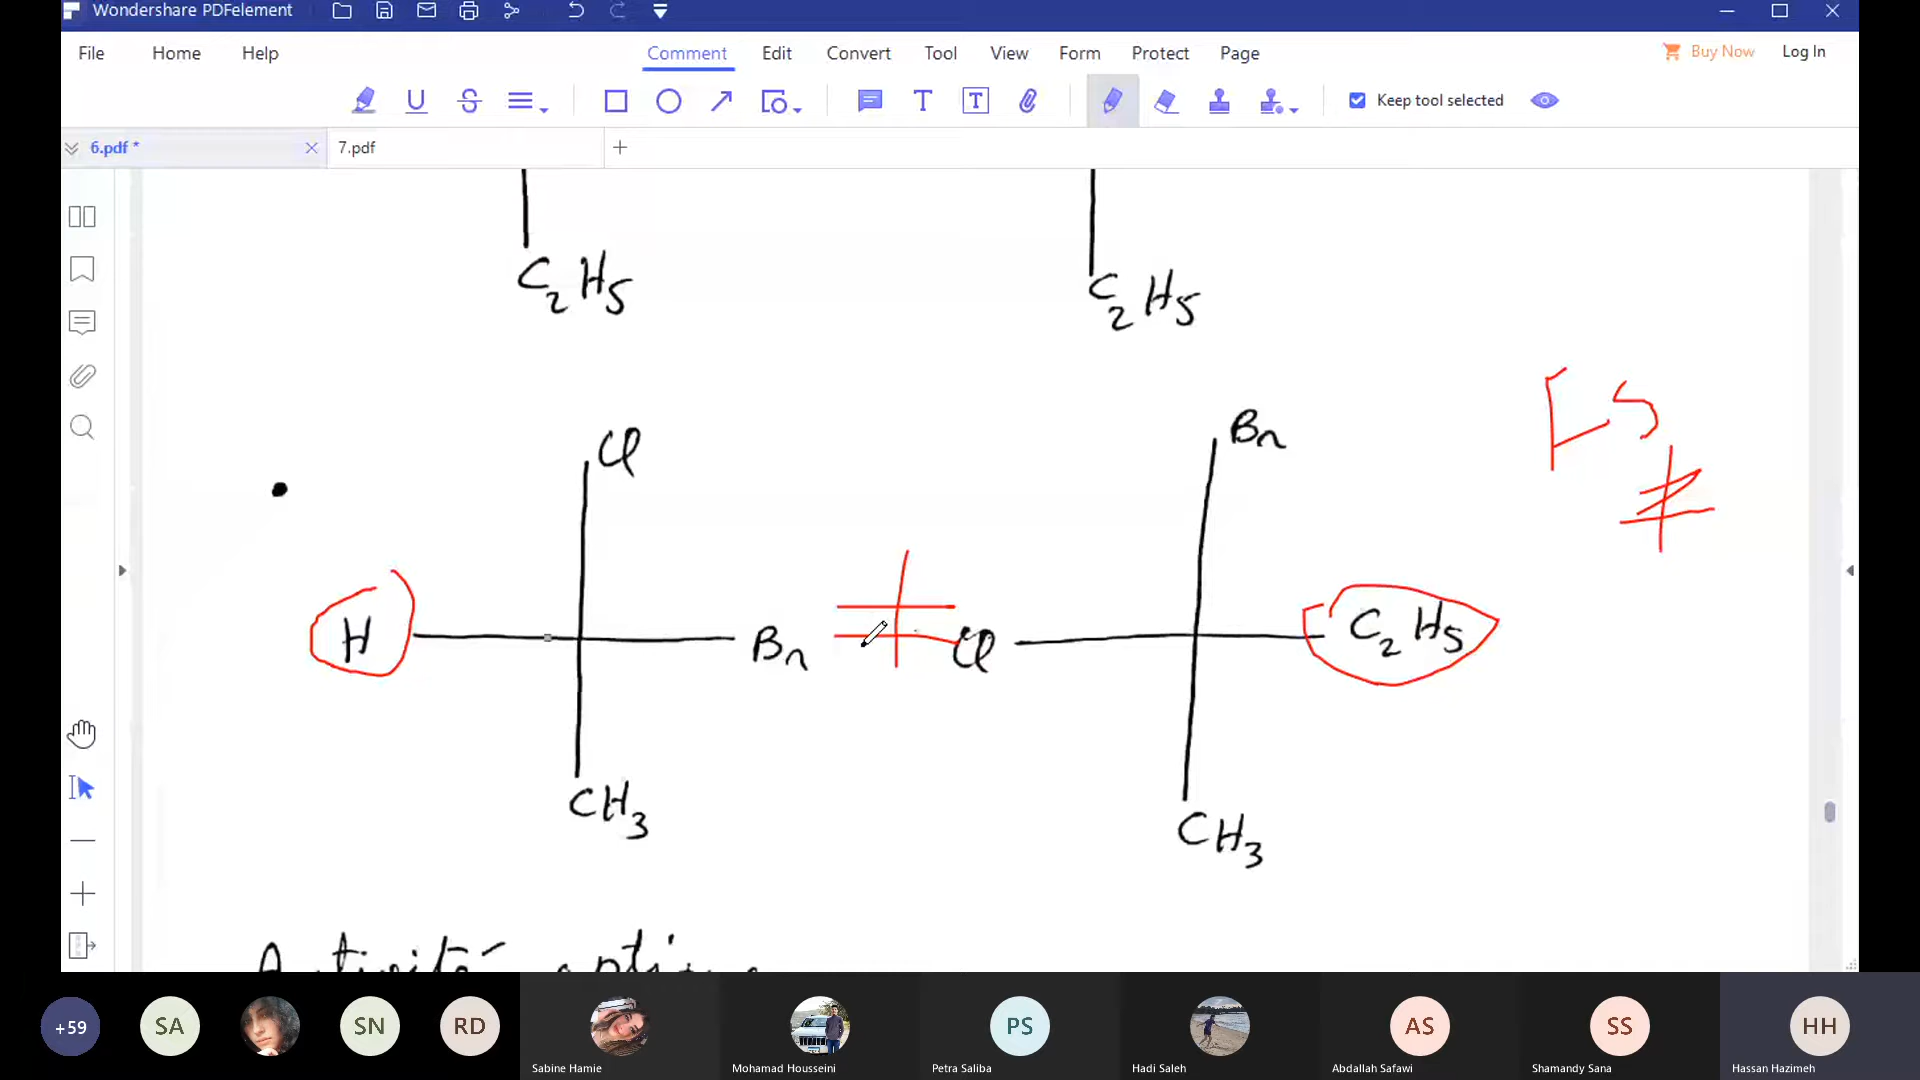 Wondershare PDFelement
File Home Help Comment Edit Convert Tool View Form Protect Page Buy Now Log In
U S T T Keep tool selected
6.pdf * 7.pdf
C2H5 C2H5
Cl Br
H Br ≠ Cl C2H5
CH3 CH3
Activité optique
+59 SA SN RD PS AS SS HH
Sabine Hamie Mohamad Housseini Petra Saliba Hadi Saleh Abdallah Safawi Shamandy Sana Hassan Hazimeh